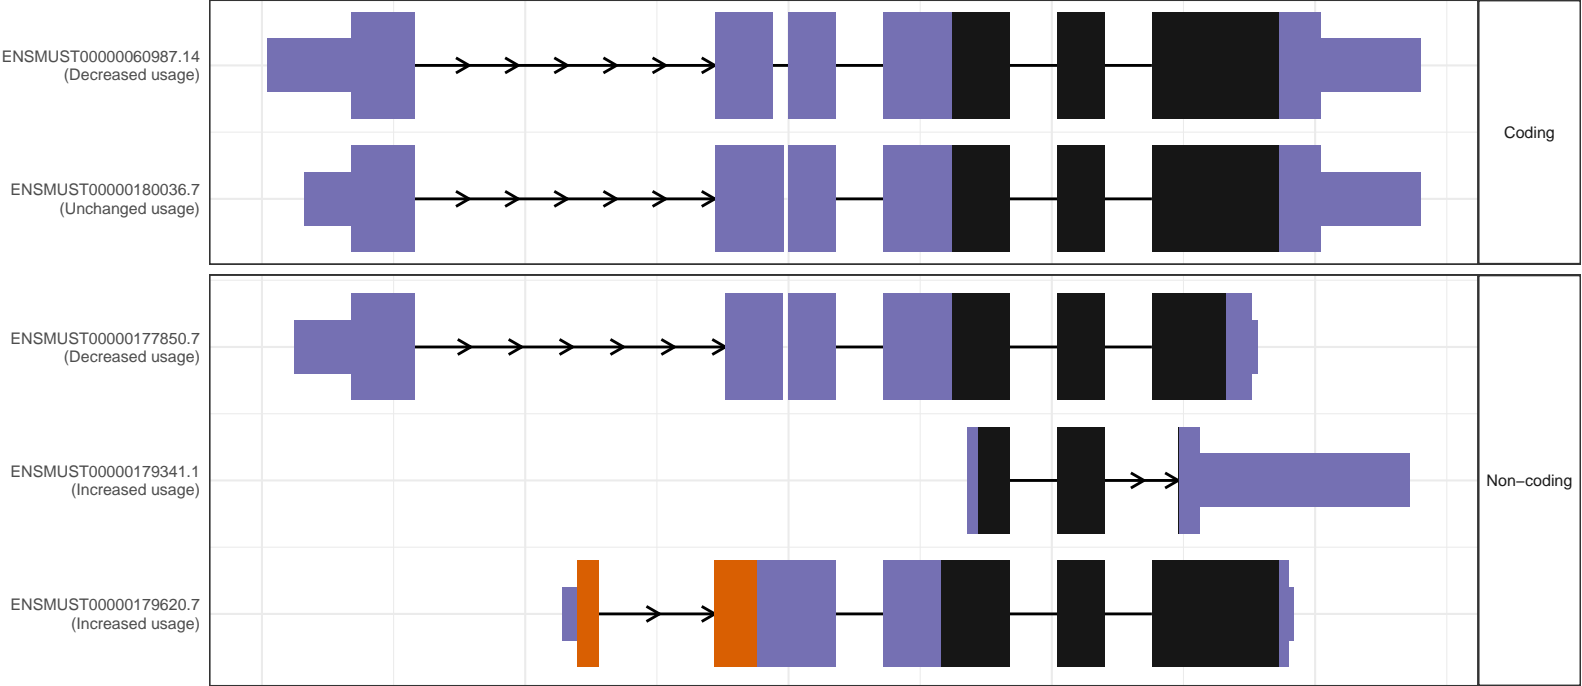 ENSMUST00000060987.14
(Decreased usage)
ENSMUST00000180036.7
(Unchanged usage)
Coding
ENSMUST00000177850.7
(Decreased usage)
ENSMUST00000179341.1
(Increased usage)
Non−coding
ENSMUST00000179620.7
(Increased usage)